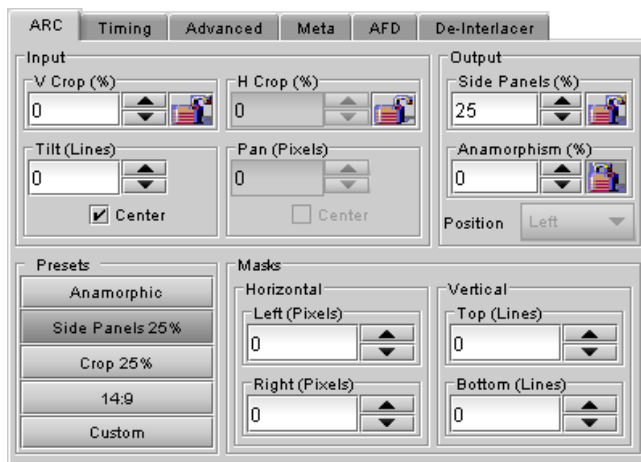 ARC Timing Advanced Meta AFD De-Interlacer
Input
V Crop (%)
0
H Crop (%)
0
Tilt (Lines)
0
Center
Pan (Pixels)
0
Center
Output
Side Panels (%)
25
Anamorphism (%)
0
Position Left
Presets
Anamorphic
Side Panels 25%
Crop 25%
14:9
Custom
Masks
Horizontal
Left (Pixels)
0
Right (Pixels)
0
Vertical
Top (Lines)
0
Bottom (Lines)
0